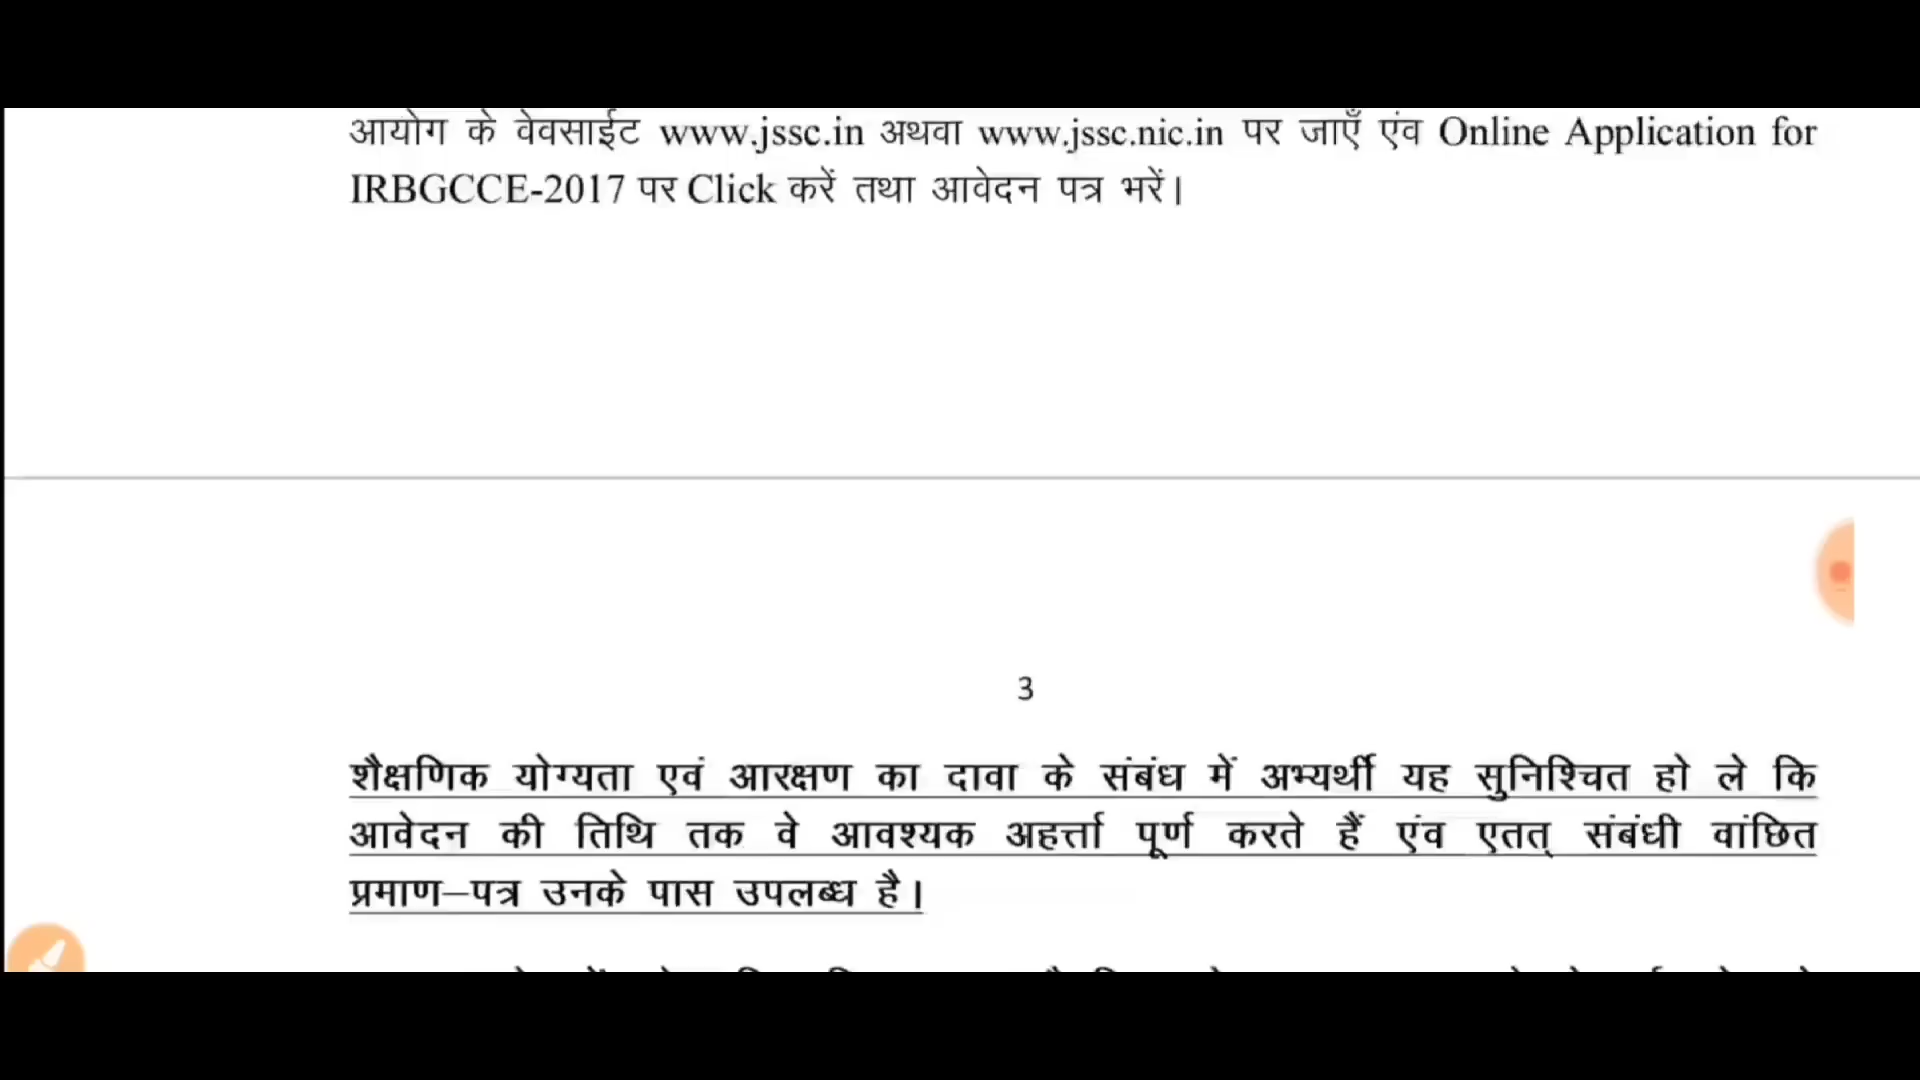 आयोग के वेवसाईट www.jssc.in अथवा www.jssc.nic.in पर जाएँ एंव Online Application for
IRBGCCE-2017 पर Click करें तथा आवेदन पत्र भरें।
3
शैक्षणिक योग्यता एवं आरक्षण का दावा के संबंध में अभ्यर्थी यह सुनिश्चित हो ले कि
आवेदन की तिथि तक वे आवश्यक अहर्त्ता पूर्ण करते हैं एंव एतत् संबंधी वांछित
प्रमाण–पत्र उनके पास उपलब्ध है।